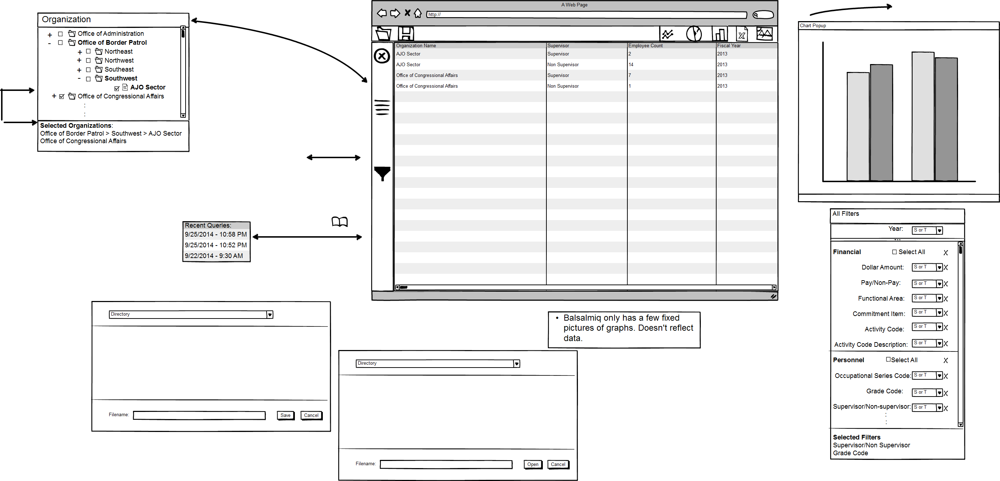 Organization
+ Office of Administration
- Office of Border Patrol
+ Northeast
+ Northwest
+ Southeast
- Southwest
AJO Sector
+ Office of Congressional Affairs
:
:
Selected Organizations:
Office of Border Patrol > Southwest > AJO Sector
Office of Congressional Affairs
A Web Page
http://
Organization Name Supervisor Employee Count Fiscal Year
AJO Sector Supervisor 2 2013
AJO Sector Non Supervisor 14 2013
Office of Congressional Affairs Supervisor 7 2013
Office of Congressional Affairs Non Supervisor 1 2013
Chart Popup
Recent Queries:
9/25/2014 - 10:58 PM
9/25/2014 - 10:52 PM
9/22/2014 - 9:30 AM
All Filters
Year: S or T
...
Financial Select All X
Dollar Amount: S or T X
Pay/Non-Pay: S or T X
Functional Area: S or T X
Commitment Item: S or T X
Activity Code: S or T X
Activity Code Description: S or T X
Personnel Select All X
Occupational Series Code: S or T X
Grade Code: S or T X
Supervisor/Non-supervisor: S or T X
:
:
Selected Filters
Supervisor/Non Supervisor
Grade Code
Directory
Filename: Save Cancel
• Balsalmiq only has a few fixed
pictures of graphs. Doesn't reflect
data.
Directory
Filename: Open Cancel